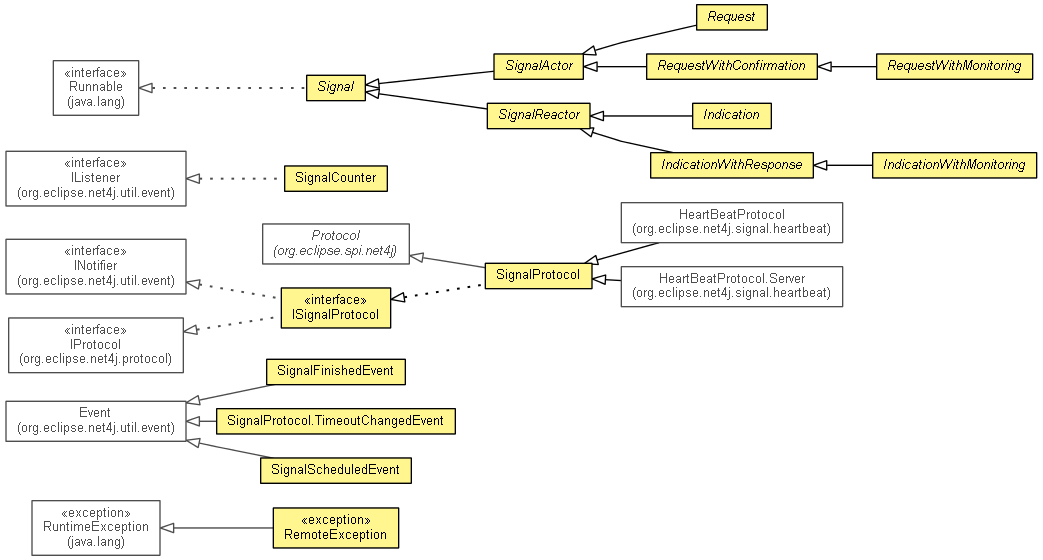 Request
«interface»
Runnable
(java.lang)
Signal
SignalActor
RequestWithConfirmation
RequestWithMonitoring
SignalReactor
Indication
IndicationWithResponse
IndicationWithMonitoring
«interface»
IListener
(org.eclipse.net4j.util.event)
SignalCounter
HeartBeatProtocol
(org.eclipse.net4j.signal.heartbeat)
Protocol
(org.eclipse.spi.net4j)
«interface»
INotifier
(org.eclipse.net4j.util.event)
SignalProtocol
HeartBeatProtocol.Server
(org.eclipse.net4j.signal.heartbeat)
«interface»
ISignalProtocol
«interface»
IProtocol
(org.eclipse.net4j.protocol)
SignalFinishedEvent
Event
(org.eclipse.net4j.util.event)
SignalProtocol.TimeoutChangedEvent
SignalScheduledEvent
«exception»
RuntimeException
(java.lang)
«exception»
RemoteException